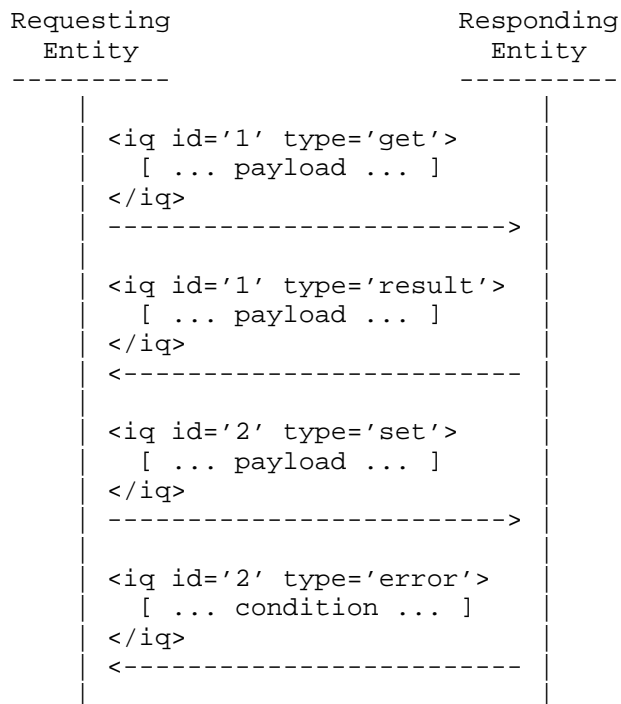 Requesting Responding
Entity Entity
---------- ----------
<iq id='1' type='get'>
[ ... payload ... ]
</iq>
------------------------->
<iq id='1' type='result'>
[ ... payload ... ]
</iq>
<-------------------------
<iq id='2' type='set'>
[ ... payload ... ]
</iq>
------------------------->
<iq id='2' type='error'>
[ ... condition ... ]
</iq>
<-------------------------